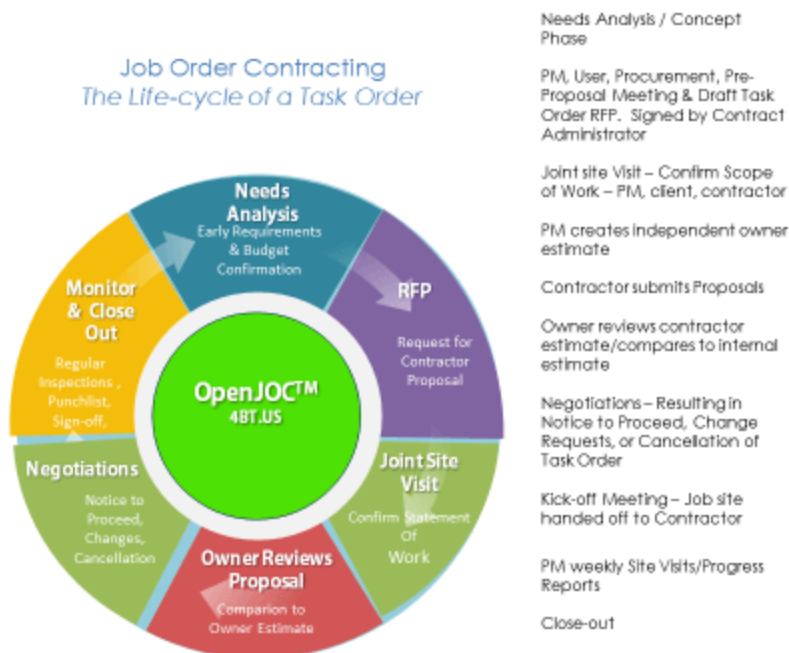 Job Order Contracting
The Life-cycle of a Task Order
Needs
Analysis
Early Requirements
& Budget
Confirmation
RFP
Request for
Contractor
Proposal
Joint Site
Visit
Confirm Statement
Of
Work
Owner Reviews
Proposal
Comparion to
Owner Estimate
Negotiations
Notice to
Proceed,
Changes,
Cancellation
Monitor
& Close
Out
Regular
Inspections ,
Punchlist,
Sign-off,
OpenJOC™
4BT.US
Needs Analysis / Concept
Phase
PM, User, Procurement, Pre-
Proposal Meeting & Draft Task
Order RFP. Signed by Contract
Administrator
Joint site Visit – Confirm Scope
of Work – PM, client, contractor
PM creates independent owner
estimate
Contractor submits Proposals
Owner reviews contractor
estimate/compares to internal
estimate
Negotiations – Resulting in
Notice to Proceed, Change
Requests, or Cancellation of
Task Order
Kick-off Meeting – Job site
handed off to Contractor
PM weekly Site Visits/Progress
Reports
Close-out